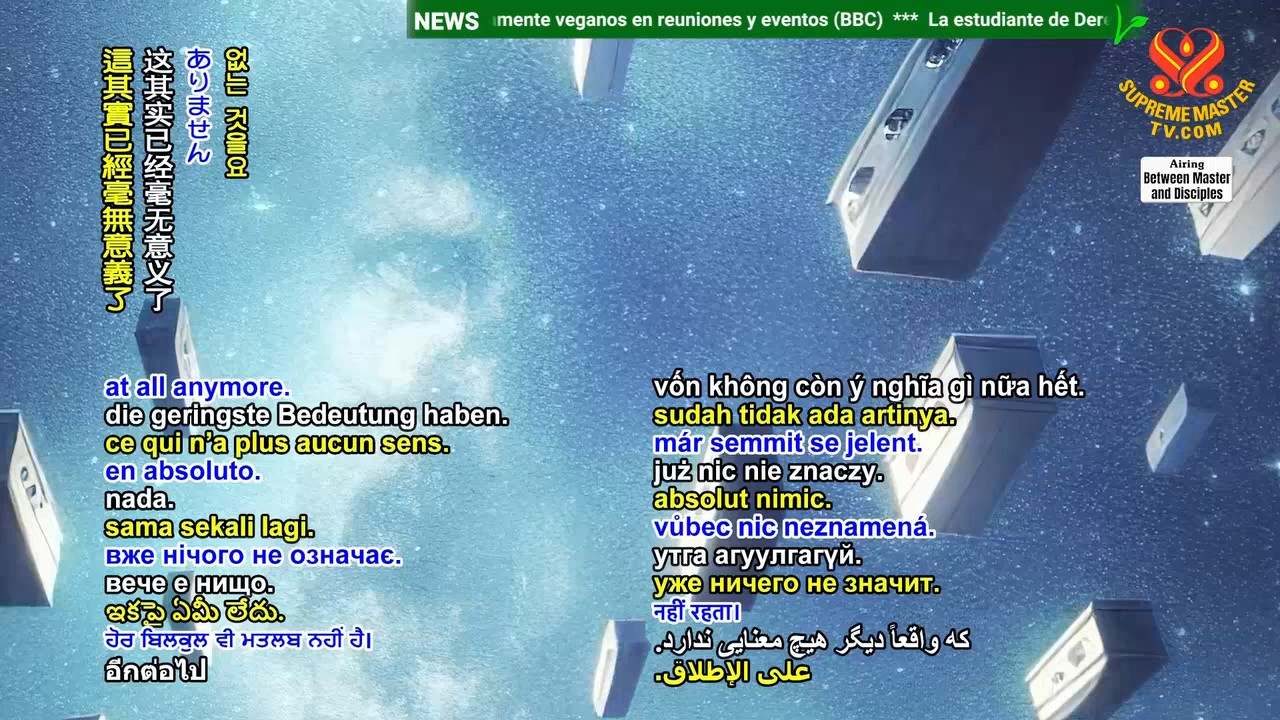 NEWS amente veganos en reuniones y eventos (BBC) *** La estudiante de Dere
SUPREME MASTER
TV.COM
Airing
Between Master
and Disciples
없는 것을요
ありません
这其实已经毫无意义了
這其實已經毫無意義了
at all anymore.
die geringste Bedeutung haben.
ce qui n’a plus aucun sens.
en absoluto.
nada.
sama sekali lagi.
вже нічого не означає.
вече е нищо.
ఇకపై ఏమీ లేదు.
ਹੋਰ ਬਿਲਕੁਲ ਵੀ ਮਤਲਬ ਨਹੀਂ ਹੈ।
อีกต่อไป
vốn không còn ý nghĩa gì nữa hết.
sudah tidak ada artinya.
már semmit se jelent.
już nic nie znaczy.
absolut nimic.
vůbec nic neznamená.
утга агуулгагүй.
уже ничего не значит.
नहीं रहता।
که واقعاً دیگر هیچ معنایی ندارد.
على الإطلاق.